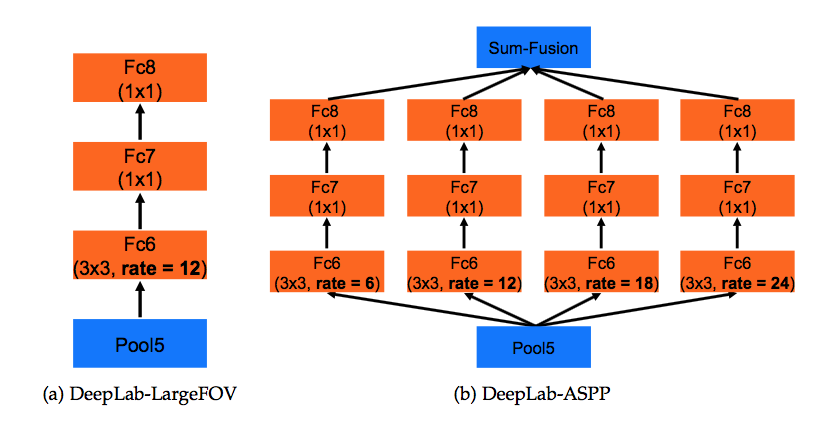 Fc8
(1x1)
Fc7
(1x1)
Fc6
(3x3, rate = 12)
Pool5
(a) DeepLab-LargeFOV
Sum-Fusion
Fc8
(1x1)
Fc8
(1x1)
Fc8
(1x1)
Fc8
(1x1)
Fc7
(1x1)
Fc7
(1x1)
Fc7
(1x1)
Fc7
(1x1)
Fc6
(3x3, rate = 6)
Fc6
(3x3, rate = 12)
Fc6
(3x3, rate = 18)
Fc6
(3x3, rate = 24)
Pool5
(b) DeepLab-ASPP